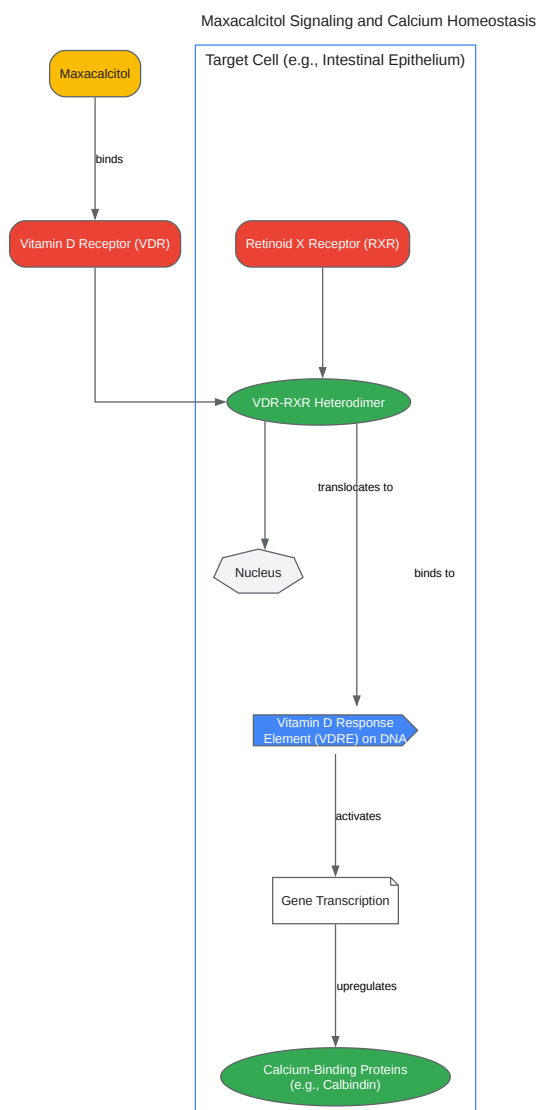 Maxacalcitol Signaling and Calcium Homeostasis
Target Cell (e.g., Intestinal Epithelium)
Maxacalcitol
binds
Vitamin D Receptor (VDR)
Retinoid X Receptor (RXR)
VDR-RXR Heterodimer
translocates to
Nucleus
binds to
Vitamin D Response
Element (VDRE) on DNA
activates
Gene Transcription
upregulates
Calcium-Binding Proteins
(e.g., Calbindin)